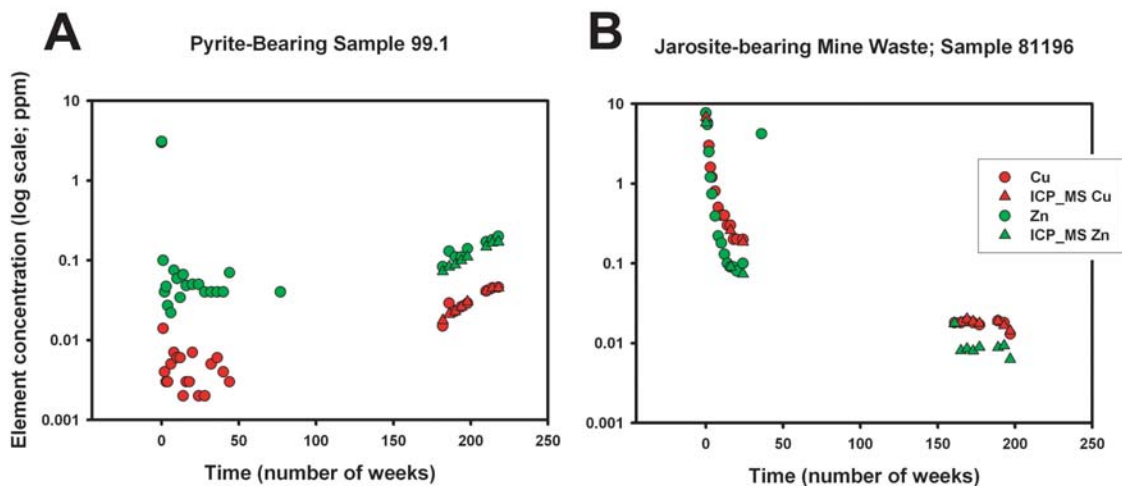 A
Pyrite-Bearing Sample 99.1
Element concentration (log scale; ppm)
10
1
0.1
0.01
0.001
0 50 100 150 200 250
Time (number of weeks)
B
Jarosite-bearing Mine Waste; Sample 81196
10
1
0.1
0.01
0.001
Cu
ICP_MS Cu
Zn
ICP_MS Zn
0 50 100 150 200 250
Time (number of weeks)